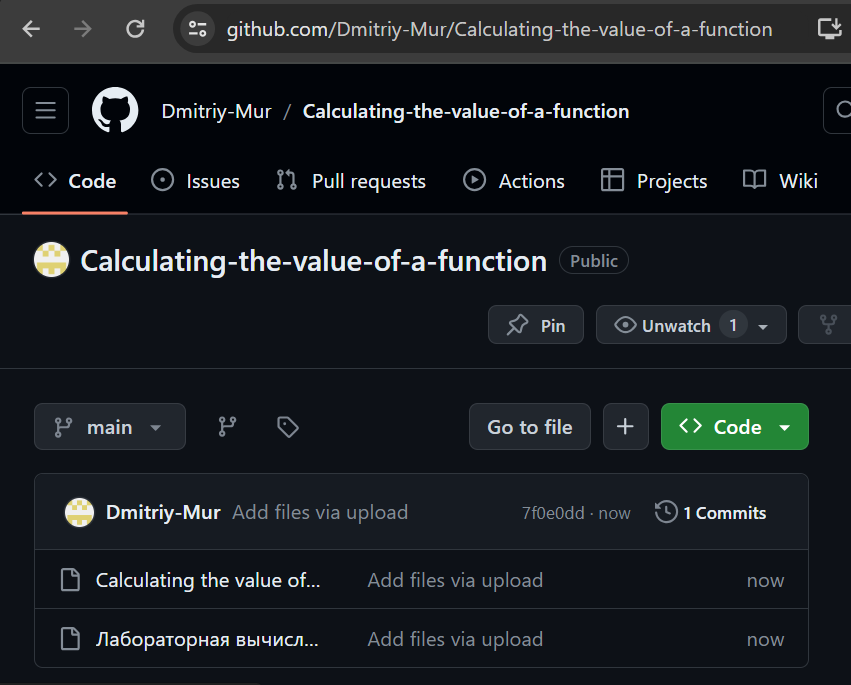 github.com/Dmitriy-Mur/Calculating-the-value-of-a-function
Dmitriy-Mur / Calculating-the-value-of-a-function
Code Issues Pull requests Actions Projects Wiki
Calculating-the-value-of-a-function Public
Pin Unwatch 1
main Go to file + Code
Dmitriy-Mur Add files via upload 7f0e0dd · now 1 Commits
Calculating the value of... Add files via upload now
Лабораторная вычисл... Add files via upload now